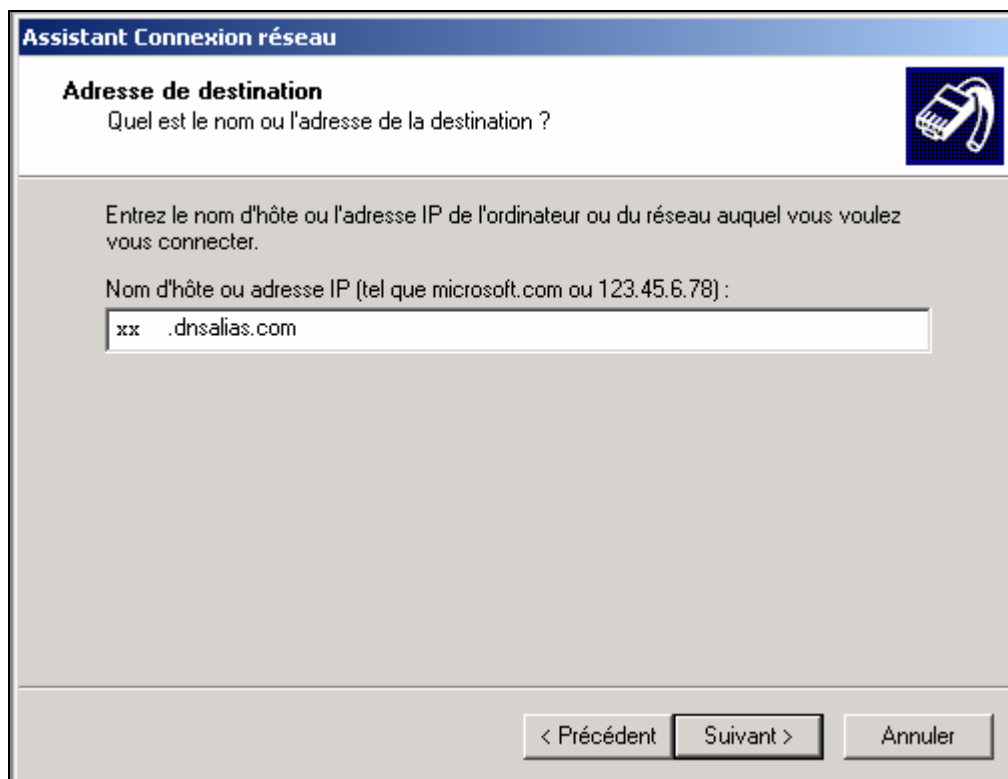 Assistant Connexion réseau
Adresse de destination
Quel est le nom ou l'adresse de la destination ?
Entrez le nom d'hôte ou l'adresse IP de l'ordinateur ou du réseau auquel vous voulez
vous connecter.
Nom d'hôte ou adresse IP (tel que microsoft.com ou 123.45.6.78) :
xx .dnsalias.com
< Précédent Suivant > Annuler